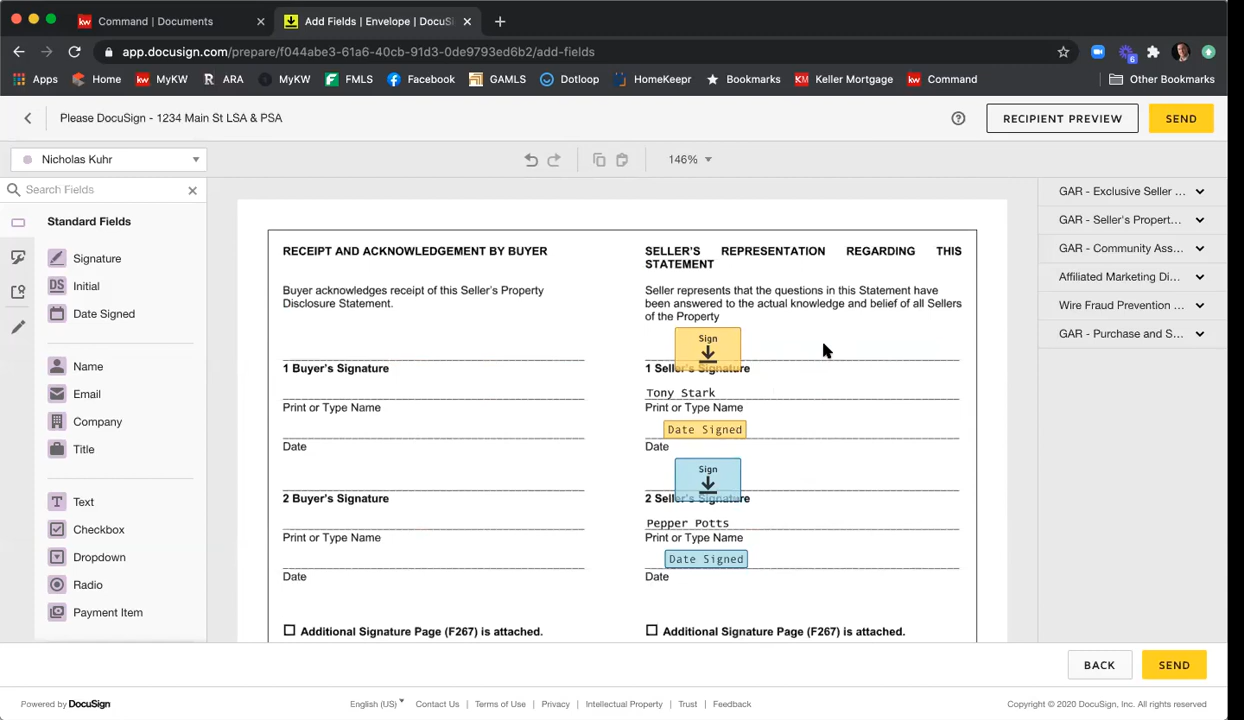 Command | Documents
Add Fields | Envelope | DocuSi
app.docusign.com/prepare/f044abe3-61a6-40cb-91d3-0de9793ed6b2/add-fields
6
Apps Home kw MyKW R ARA MyKW F FMLS Facebook GAMLS Dotloop HomeKeepr Bookmarks KM Keller Mortgage kw Command Other Bookmarks
Please DocuSign - 1234 Main St LSA & PSA
RECIPIENT PREVIEW
SEND
Nicholas Kuhr
146%
Search Fields
Standard Fields
Signature
DS Initial
Date Signed
Name
Email
Company
Title
T Text
Checkbox
Dropdown
Radio
Payment Item
RECEIPT AND ACKNOWLEDGEMENT BY BUYER
Buyer acknowledges receipt of this Seller's Property
Disclosure Statement.
1 Buyer's Signature
Print or Type Name
Date
2 Buyer's Signature
Print or Type Name
Date
Additional Signature Page (F267) is attached.
SELLER'S REPRESENTATION REGARDING THIS
STATEMENT
Seller represents that the questions in this Statement have
been answered to the actual knowledge and belief of all Sellers
of the Property
Sign
1 Seller's Signature
Tony Stark
Print or Type Name
Date Signed
Date
Sign
2 Seller's Signature
Pepper Potts
Print or Type Name
Date Signed
Date
Additional Signature Page (F267) is attached.
GAR - Exclusive Seller ...
GAR - Seller's Propert...
GAR - Community Ass...
Affiliated Marketing Di...
Wire Fraud Prevention ...
GAR - Purchase and S...
BACK
SEND
Powered by DocuSign
English (US) Contact Us Terms of Use Privacy Intellectual Property Trust Feedback
Copyright © 2020 DocuSign, Inc. All rights reserved